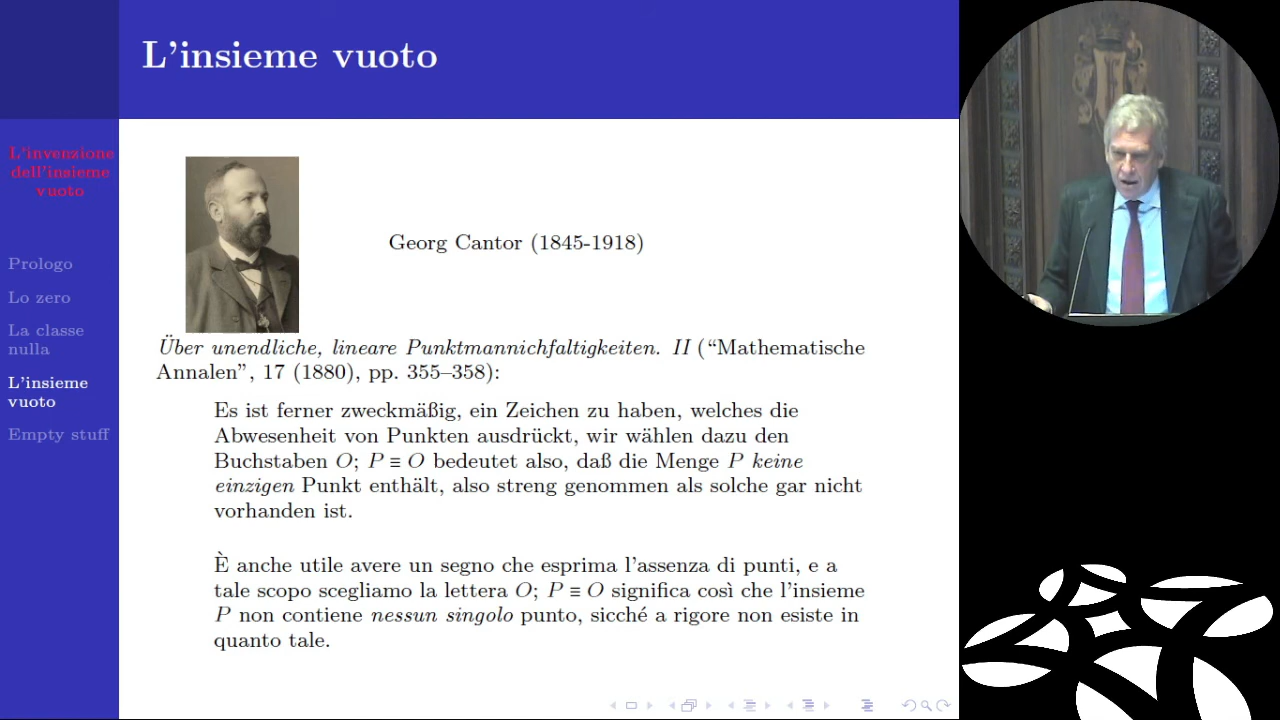 L'insieme vuoto
L'invenzione
dell'insieme
vuoto
Prologo
Lo zero
La classe
nulla
L'insieme
vuoto
Empty stuff
Georg Cantor (1845-1918)
Über unendliche, lineare Punktmannichfaltigkeiten. II (“Mathematische
Annalen”, 17 (1880), pp. 355–358):
Es ist ferner zweckmäßig, ein Zeichen zu haben, welches die
Abwesenheit von Punkten ausdrückt, wir wählen dazu den
Buchstaben O; P ≡ O bedeutet also, daß die Menge P keine
einzigen Punkt enthält, also streng genommen als solche gar nicht
vorhanden ist.
È anche utile avere un segno che esprima l'assenza di punti, e a
tale scopo scegliamo la lettera O; P ≡ O significa così che l'insieme
P non contiene nessun singolo punto, sicché a rigore non esiste in
quanto tale.